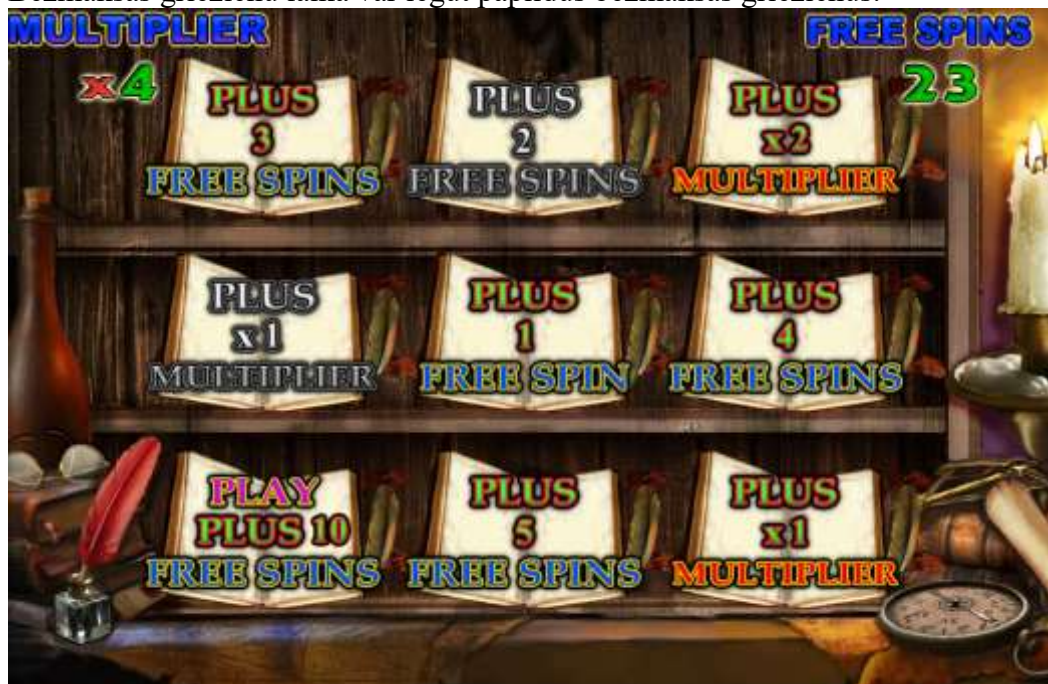 MULTIPLIER
FREE SPINS
x4
23
PLUS
3
FREE SPINS
PLUS
2
FREE SPINS
PLUS
x2
MULTIPLIER
PLUS
x1
MULTIPLIER
PLUS
1
FREE SPIN
PLUS
4
FREE SPINS
PLAY
PLUS 10
FREE SPINS
PLUS
5
FREE SPINS
PLUS
x1
MULTIPLIER